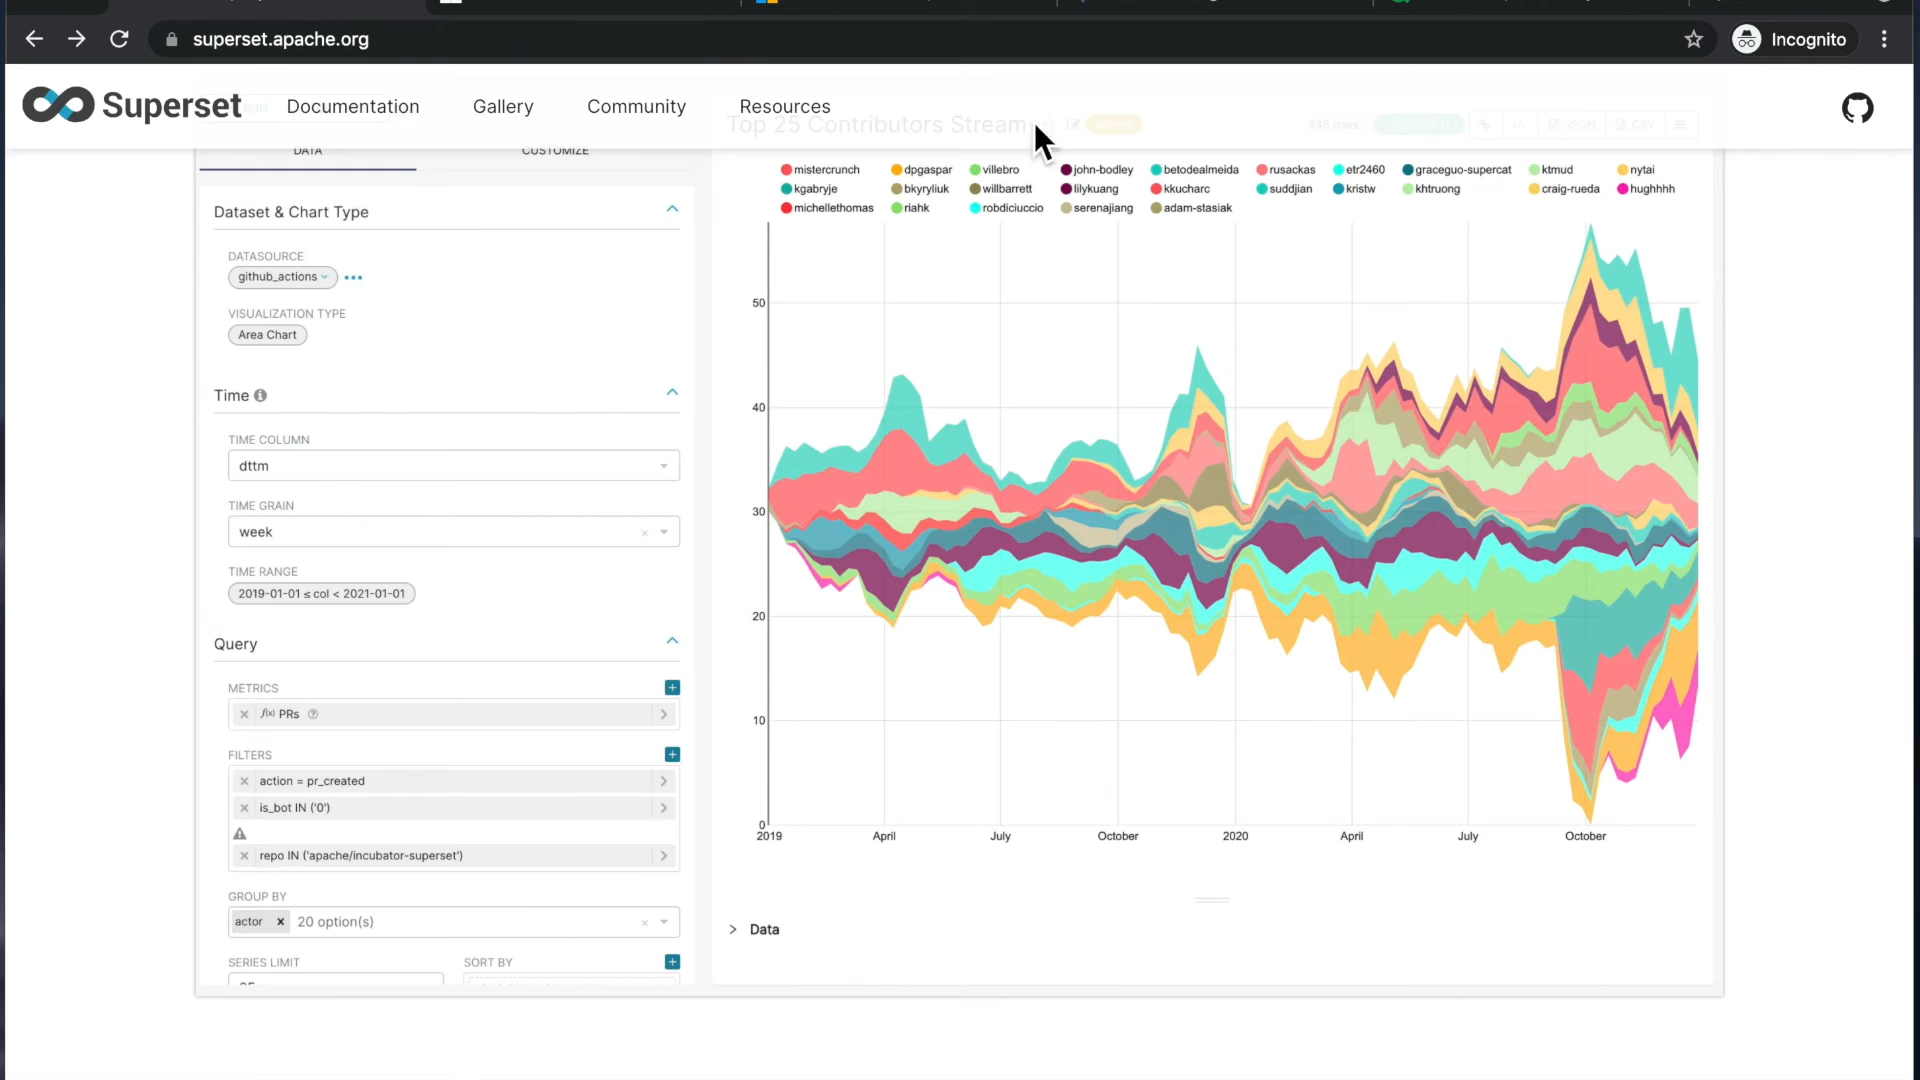 superset.apache.org
Incognito
Superset
Documentation
Gallery
Community
Resources
RUN
Top 25 Contributors Stream
945 rows
.JSON
.CSV
DATA
CUSTOMIZE
Dataset & Chart Type
DATASOURCE
github_actions
VISUALIZATION TYPE
Area Chart
Time
TIME COLUMN
dttm
TIME GRAIN
week
TIME RANGE
2019-01-01 ≤ col < 2021-01-01
Query
METRICS
f(x) PRs
FILTERS
action = pr_created
is_bot IN ('0')
repo IN ('apache/incubator-superset')
GROUP BY
actor 20 option(s)
SERIES LIMIT
SORT BY
mistercrunch dpgaspar villebro john-bodley betodealmeida rusackas etr2460 graceguo-supercat ktmud nytai
kgabryje bkyryliuk willbarrett lilykuang kkucharc suddjian kristw khtruong craig-rueda hughhhh
michellethomas riahk robdiciuccio serenajiang adam-stasiak
50
40
30
20
10
0
2019 April July October 2020 April July October
Data